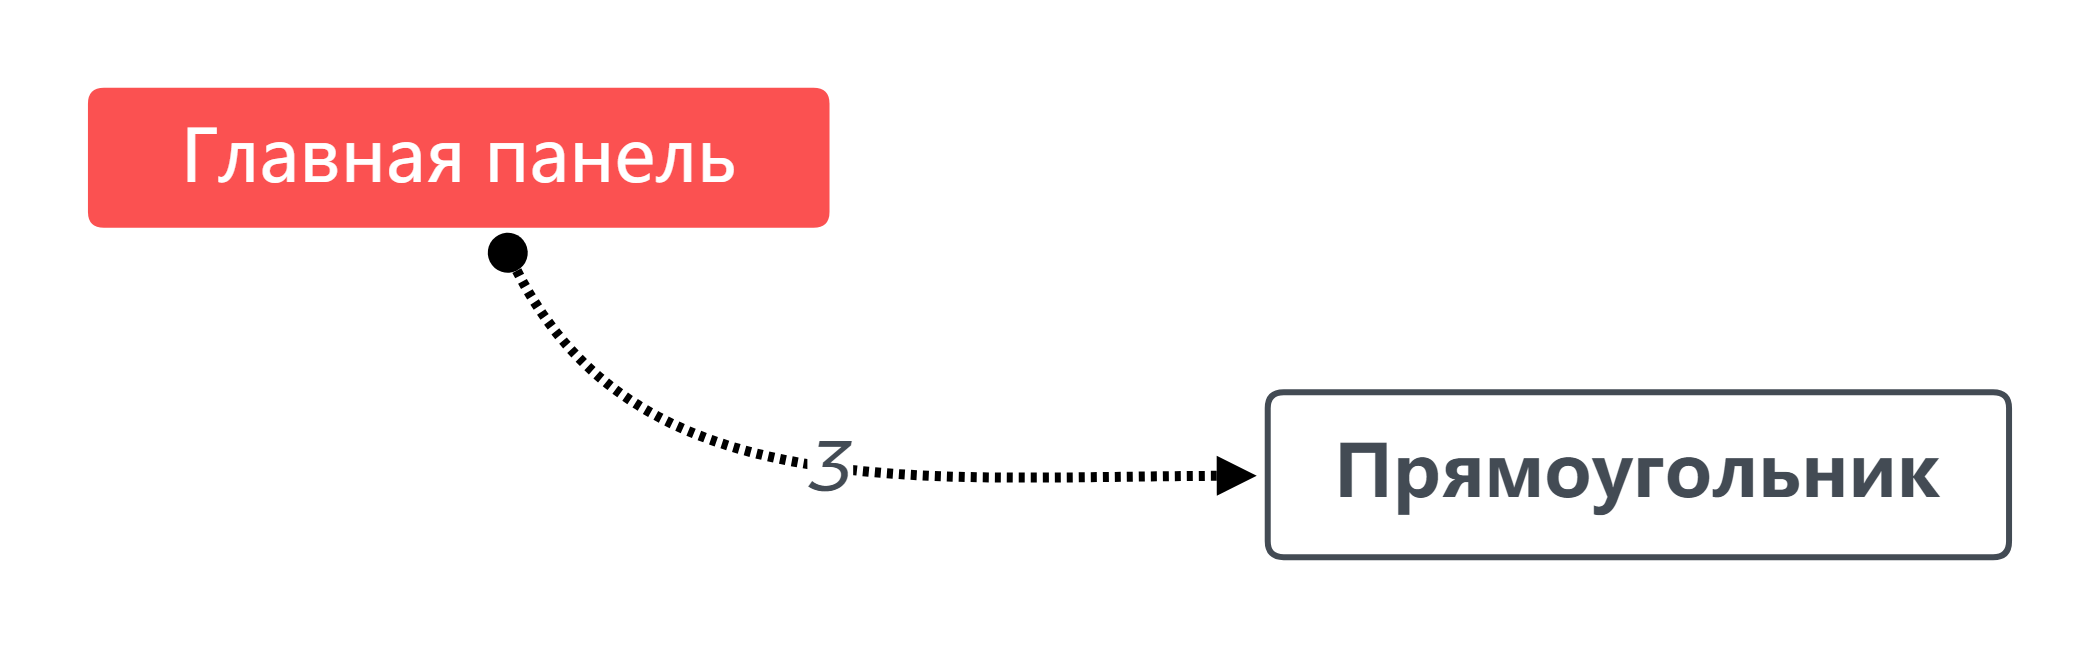 Главная панель
3
Прямоугольник